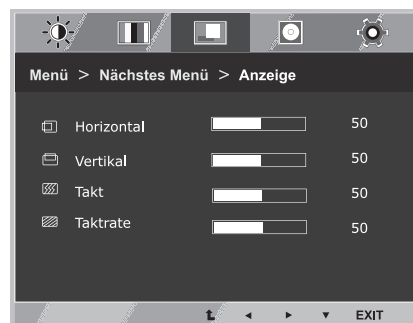 Menü > Nächstes Menü > Anzeige
Horizontal 50
Vertikal 50
Takt 50
Taktrate 50
EXIT